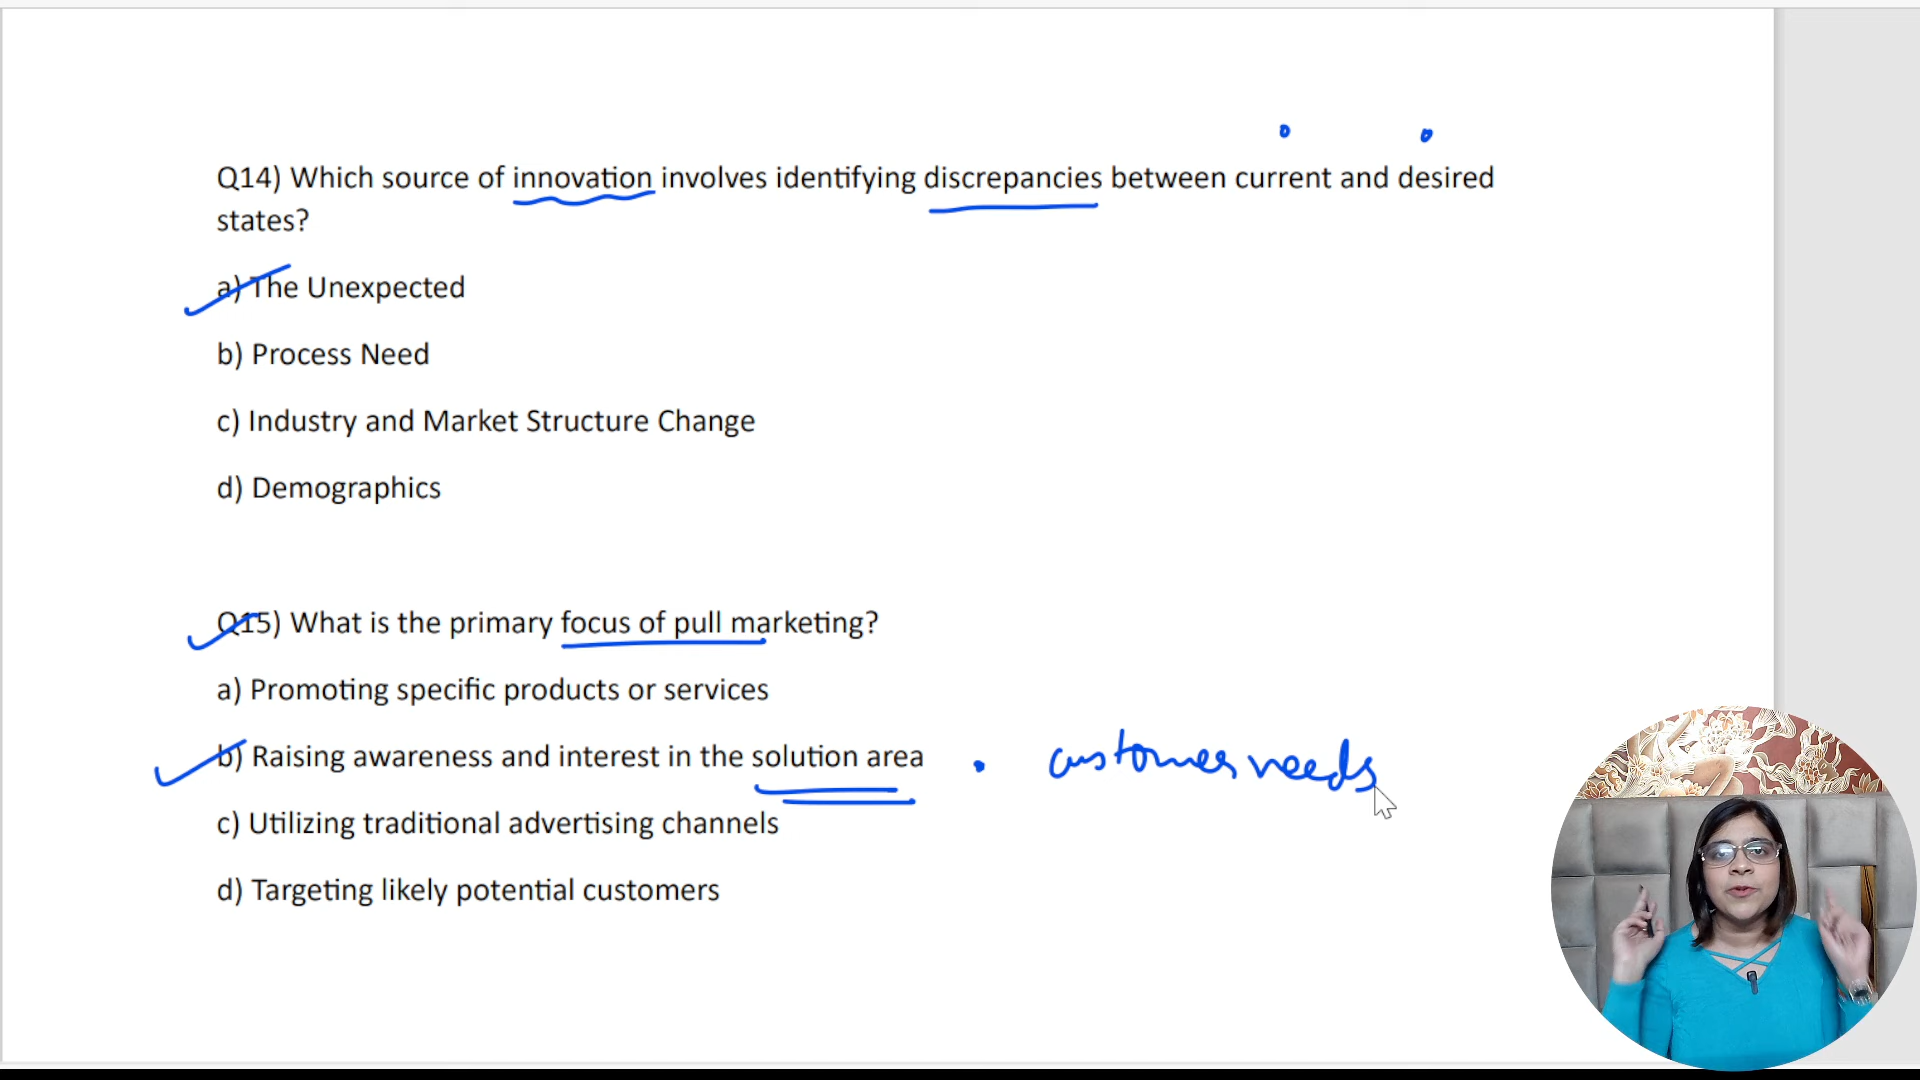 Q14) Which source of innovation involves identifying discrepancies between current and desired
states?
a) The Unexpected
b) Process Need
c) Industry and Market Structure Change
d) Demographics
Q15) What is the primary focus of pull marketing?
a) Promoting specific products or services
b) Raising awareness and interest in the solution area
customer needs
c) Utilizing traditional advertising channels
d) Targeting likely potential customers